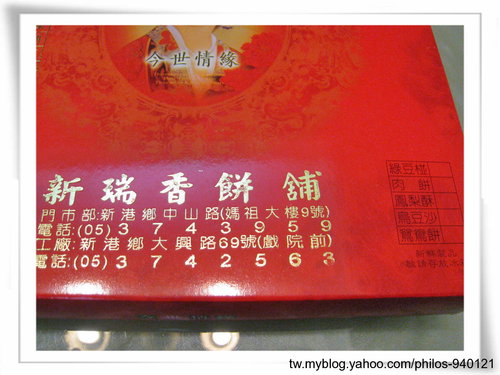 今世情緣
新瑞香餅舖
門市部:新港鄉中山路(媽祖大樓9號)
電話:(05)3743959
工廠:新港鄉大興路69號(戲院前)
電話:(05)3742563
綠豆椪
肉餅
鳳梨酥
烏豆沙
鴛鴦餅
tw.myblog.yahoo.com/philos-940121